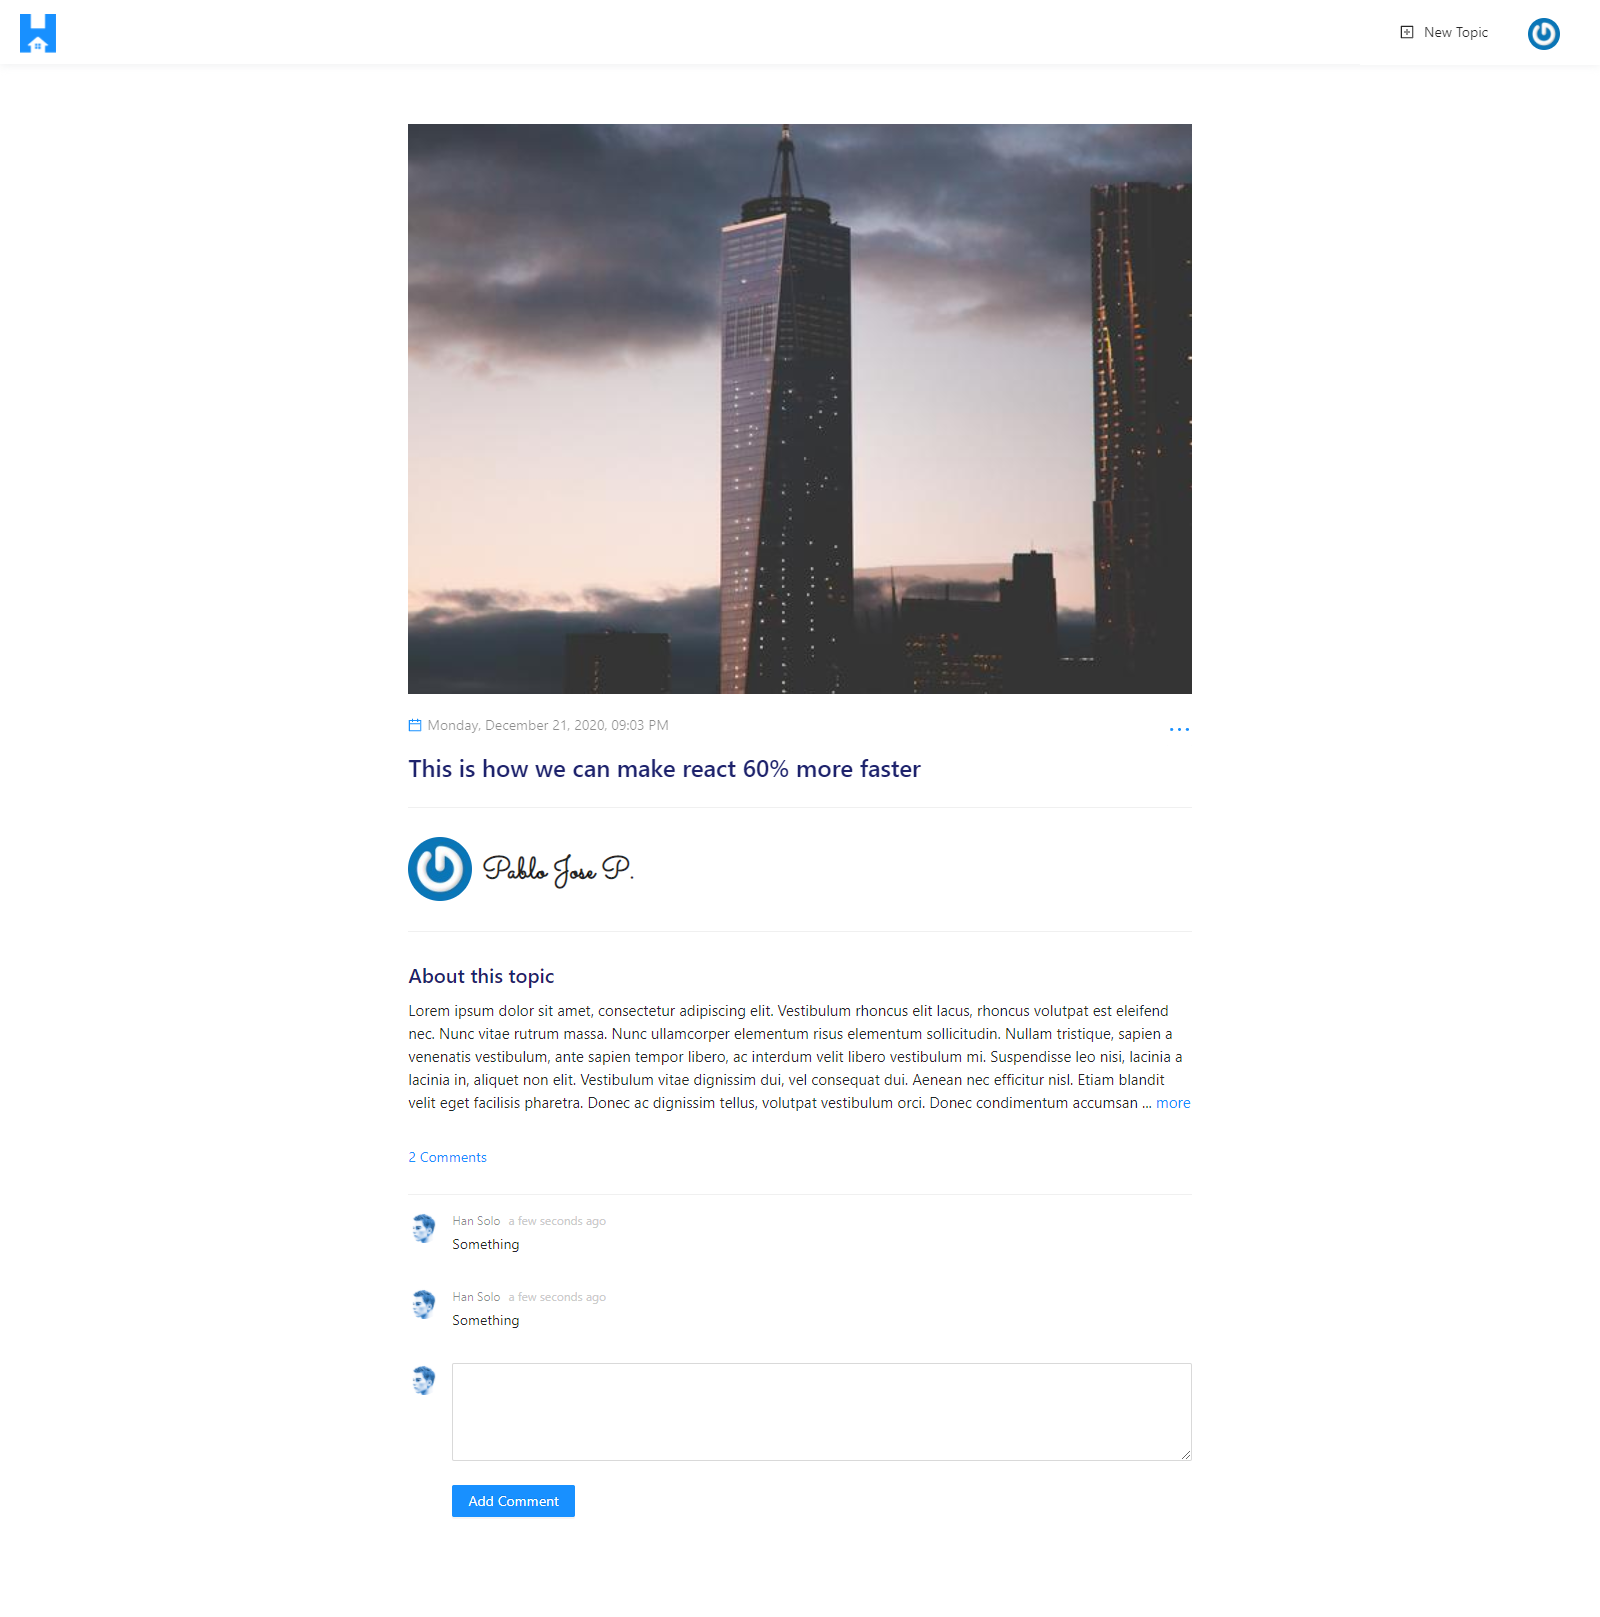 New Topic
Monday, December 21, 2020, 09:03 PM
This is how we can make react 60% more faster
Pablo Jose P.
About this topic
Lorem ipsum dolor sit amet, consectetur adipiscing elit. Vestibulum rhoncus elit lacus, rhoncus volutpat est eleifend
nec. Nunc vitae rutrum massa. Nunc ullamcorper elementum risus elementum sollicitudin. Nullam tristique, sapien a
venenatis vestibulum, ante sapien tempor libero, ac interdum velit libero vestibulum mi. Suspendisse leo nisi, lacinia a
lacinia in, aliquet non elit. Vestibulum vitae dignissim dui, vel consequat dui. Aenean nec efficitur nisl. Etiam blandit
velit eget facilisis pharetra. Donec ac dignissim tellus, volutpat vestibulum orci. Donec condimentum accumsan ... more
2 Comments
Han Solo a few seconds ago
Something
Han Solo a few seconds ago
Something
Add Comment